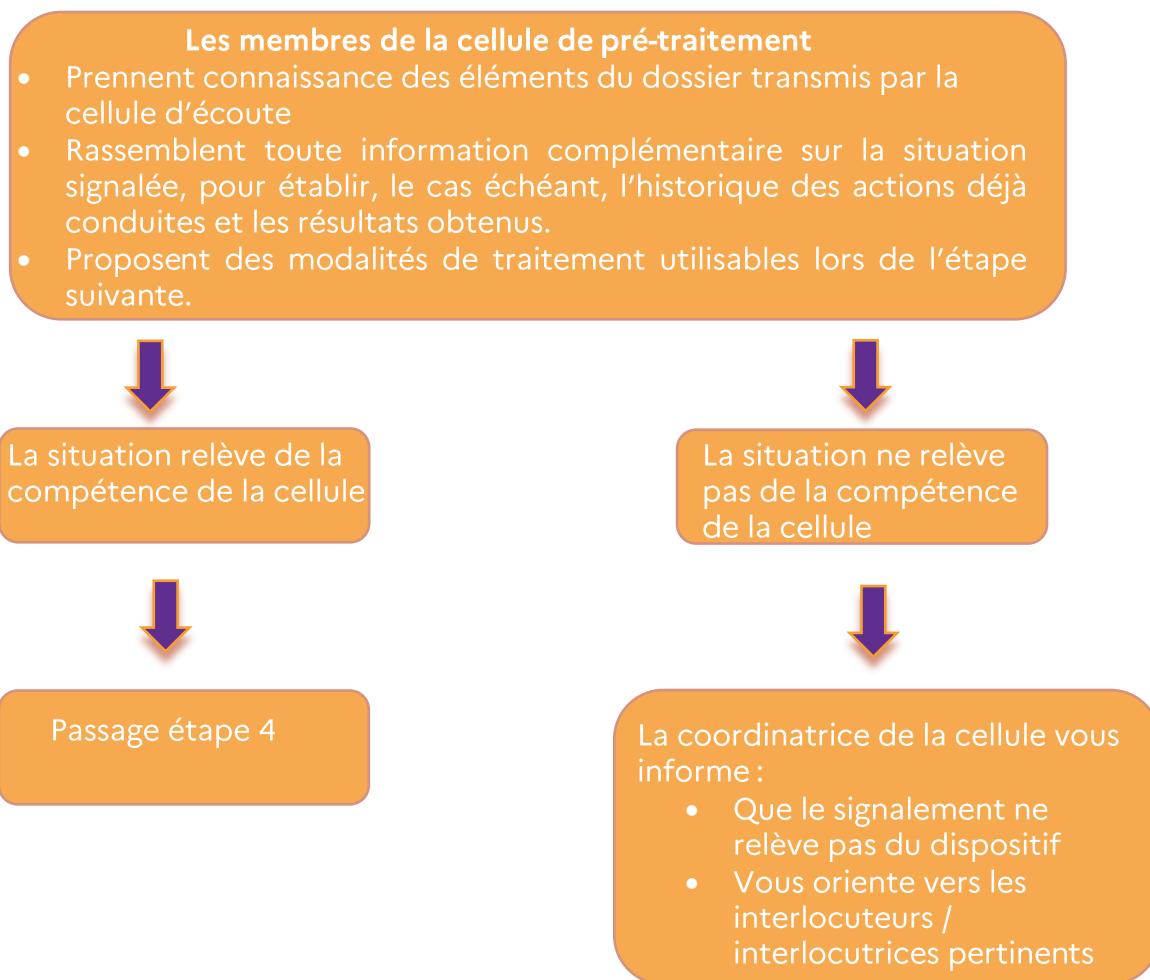 Les membres de la cellule de pré-traitement
• Prennent connaissance des éléments du dossier transmis par la
cellule d'écoute
• Rassemblent toute information complémentaire sur la situation
signalée, pour établir, le cas échéant, l'historique des actions déjà
conduites et les résultats obtenus.
• Proposent des modalités de traitement utilisables lors de l'étape
suivante.
La situation relève de la
compétence de la cellule
La situation ne relève
pas de la compétence
de la cellule
Passage étape 4
La coordinatrice de la cellule vous
informe :
• Que le signalement ne
relève pas du dispositif
• Vous oriente vers les
interlocuteurs /
interlocutrices pertinents